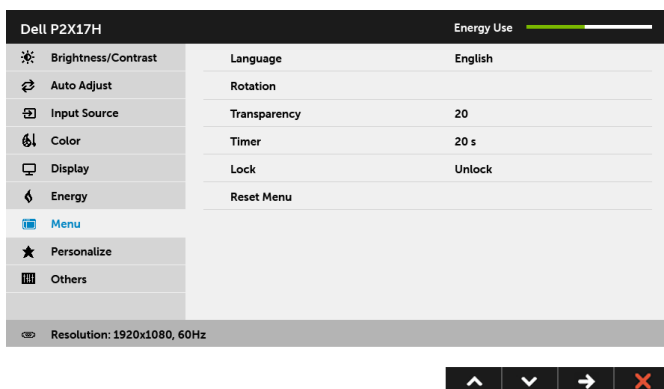 Dell P2X17H Energy Use
Brightness/Contrast Language English
Auto Adjust Rotation
Input Source Transparency 20
Color Timer 20 s
Display Lock Unlock
Energy Reset Menu
Menu
Personalize
Others
Resolution: 1920x1080, 60Hz